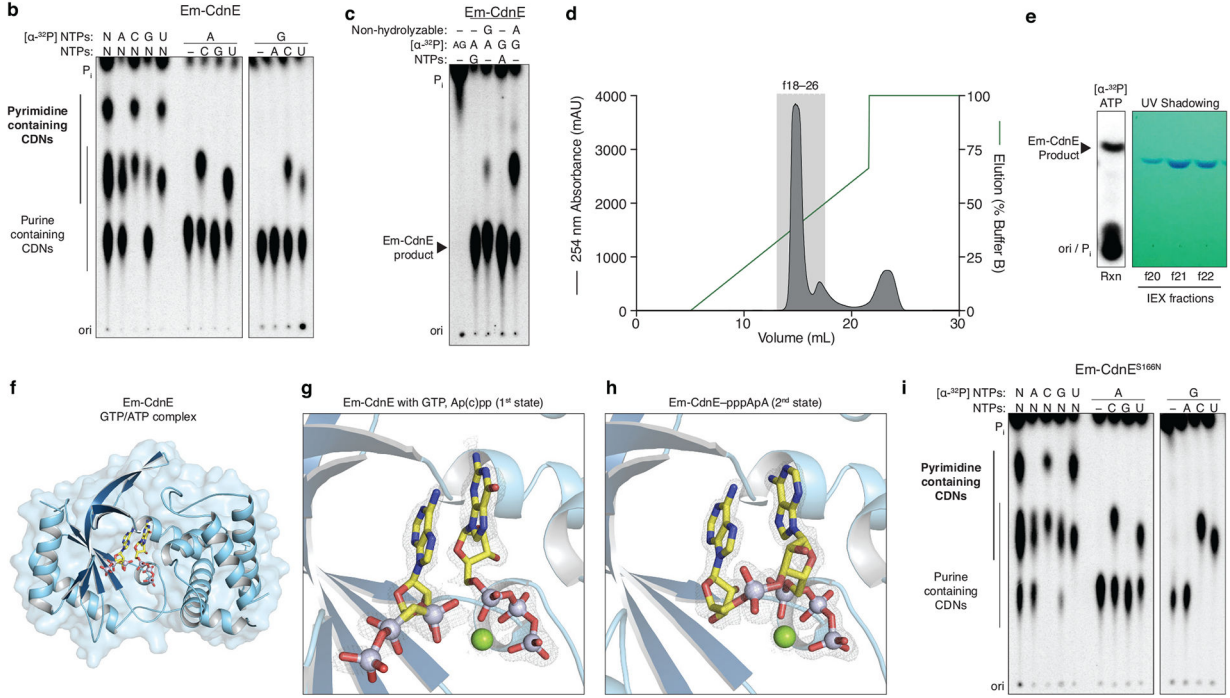 b
Em-CdnE
[α-³²P] NTPs: N A C G U A G
NTPs: N N N N N – C G U – A C U
Pi
Pyrimidine
containing
CDNs
Purine
containing
CDNs
ori
c
Em-CdnE
Non-hydrolyzable: – – G – A
[α-³²P]: AG A A G G
NTPs: – G – A –
Pi
Em-CdnE
product
ori
d
f18–26
4000
3000
2000
1000
0
254 nm Absorbance (mAU)
100
75
50
25
0
Elution (% Buffer B)
0 10 20 30
Volume (mL)
e
[α-³²P]
ATP
UV Shadowing
Em-CdnE
Product
ori / Pi
Rxn
f20 f21 f22
IEX fractions
f
Em-CdnE
GTP/ATP complex
g
Em-CdnE with GTP, Ap(c)pp (1st state)
h
Em-CdnE–pppApA (2nd state)
i
Em-CdnE^S166N
[α-³²P] NTPs: N A C G U A G
NTPs: N N N N N – C G U – A C U
Pi
Pyrimidine
containing
CDNs
Purine
containing
CDNs
ori